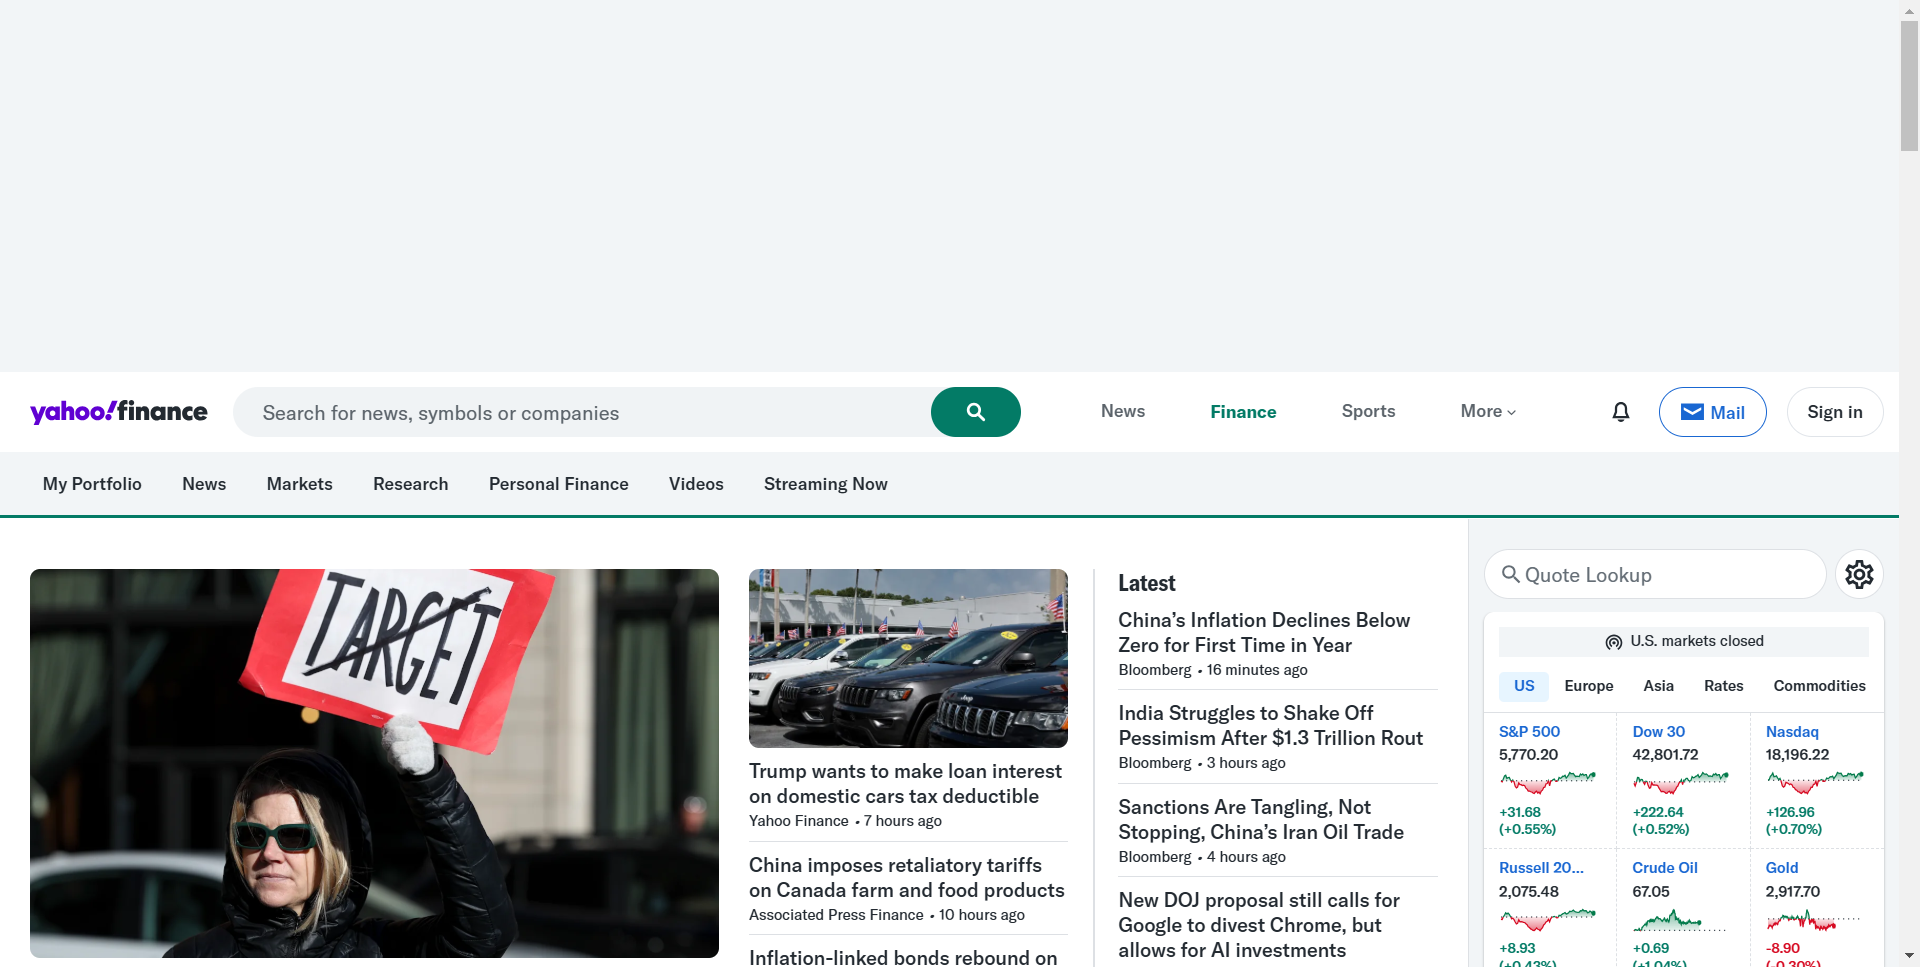 yahoo!finance
Search for news, symbols or companies
News
Finance
Sports
More
Mail
Sign in
My Portfolio
News
Markets
Research
Personal Finance
Videos
Streaming Now
TARGET
Trump wants to make loan interest
on domestic cars tax deductible
Yahoo Finance • 7 hours ago
China imposes retaliatory tariffs
on Canada farm and food products
Associated Press Finance • 10 hours ago
Inflation-linked bonds rebound on
Latest
China's Inflation Declines Below
Zero for First Time in Year
Bloomberg • 16 minutes ago
India Struggles to Shake Off
Pessimism After $1.3 Trillion Rout
Bloomberg • 3 hours ago
Sanctions Are Tangling, Not
Stopping, China's Iran Oil Trade
Bloomberg • 4 hours ago
New DOJ proposal still calls for
Google to divest Chrome, but
allows for AI investments
Quote Lookup
U.S. markets closed
US
Europe
Asia
Rates
Commodities
S&P 500
5,770.20
+31.68
(+0.55%)
Dow 30
42,801.72
+222.64
(+0.52%)
Nasdaq
18,196.22
+126.96
(+0.70%)
Russell 20...
2,075.48
+8.93
(+0.43%)
Crude Oil
67.05
+0.69
(+1.04%)
Gold
2,917.70
-8.90
(-0.30%)